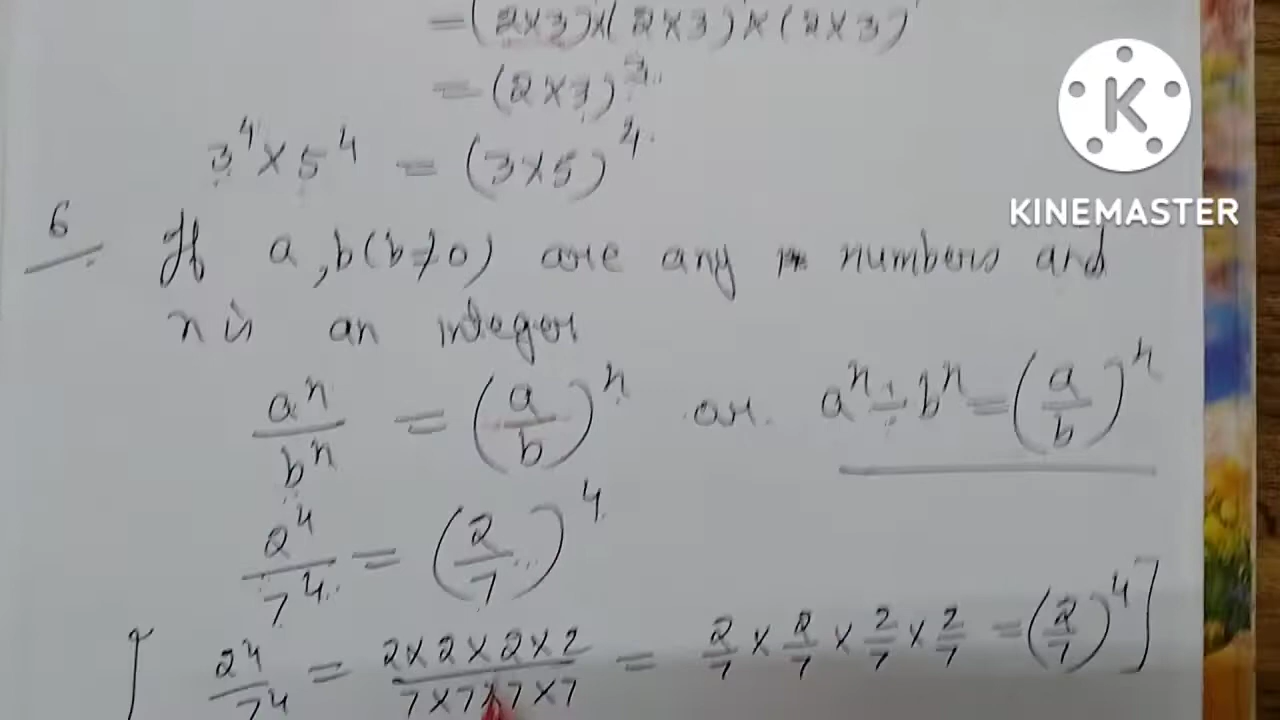 = (2×3)×(2×3)×(2×3)
= (2×3)³
3⁴ × 5⁴ = (3×5)⁴
6 If a, b (b≠0) are any numbers and
n is an integer
aⁿ/bⁿ = (a/b)ⁿ or aⁿ ÷ bⁿ = (a/b)ⁿ
2⁴/7⁴ = (2/7)⁴
[ 2⁴/7⁴ = 2×2×2×2/7×7×7×7 = 2/7 × 2/7 × 2/7 × 2/7 = (2/7)⁴ ]
K
KINEMASTER